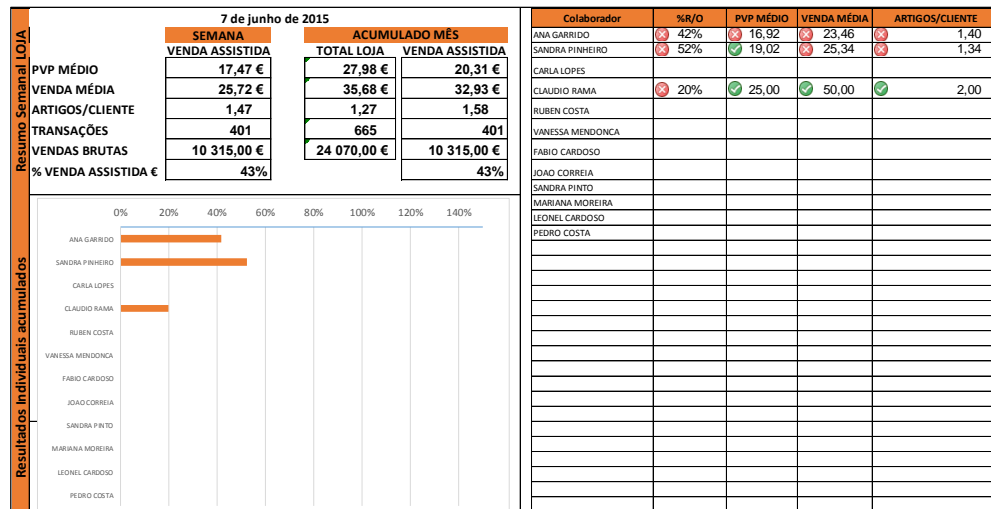 Resumo Semanal LOJA
7 de junho de 2015
SEMANA ACUMULADO MÊS
VENDA ASSISTIDA TOTAL LOJA VENDA ASSISTIDA
PVP MÉDIO 17,47 € 27,98 € 20,31 €
VENDA MÉDIA 25,72 € 35,68 € 32,93 €
ARTIGOS/CLIENTE 1,47 1,27 1,58
TRANSAÇÕES 401 665 401
VENDAS BRUTAS 10 315,00 € 24 070,00 € 10 315,00 €
% VENDA ASSISTIDA € 43% 43%
Resultados Individuais acumulados
0% 20% 40% 60% 80% 100% 120% 140%
ANA GARRIDO
SANDRA PINHEIRO
CARLA LOPES
CLAUDIO RAMA
RUBEN COSTA
VANESSA MENDONCA
FABIO CARDOSO
JOAO CORREIA
SANDRA PINTO
MARIANA MOREIRA
LEONEL CARDOSO
PEDRO COSTA
Colaborador %R/O PVP MÉDIO VENDA MÉDIA ARTIGOS/CLIENTE
ANA GARRIDO 42% 16,92 23,46 1,40
SANDRA PINHEIRO 52% 19,02 25,34 1,34
CARLA LOPES
CLAUDIO RAMA 20% 25,00 50,00 2,00
RUBEN COSTA
VANESSA MENDONCA
FABIO CARDOSO
JOAO CORREIA
SANDRA PINTO
MARIANA MOREIRA
LEONEL CARDOSO
PEDRO COSTA